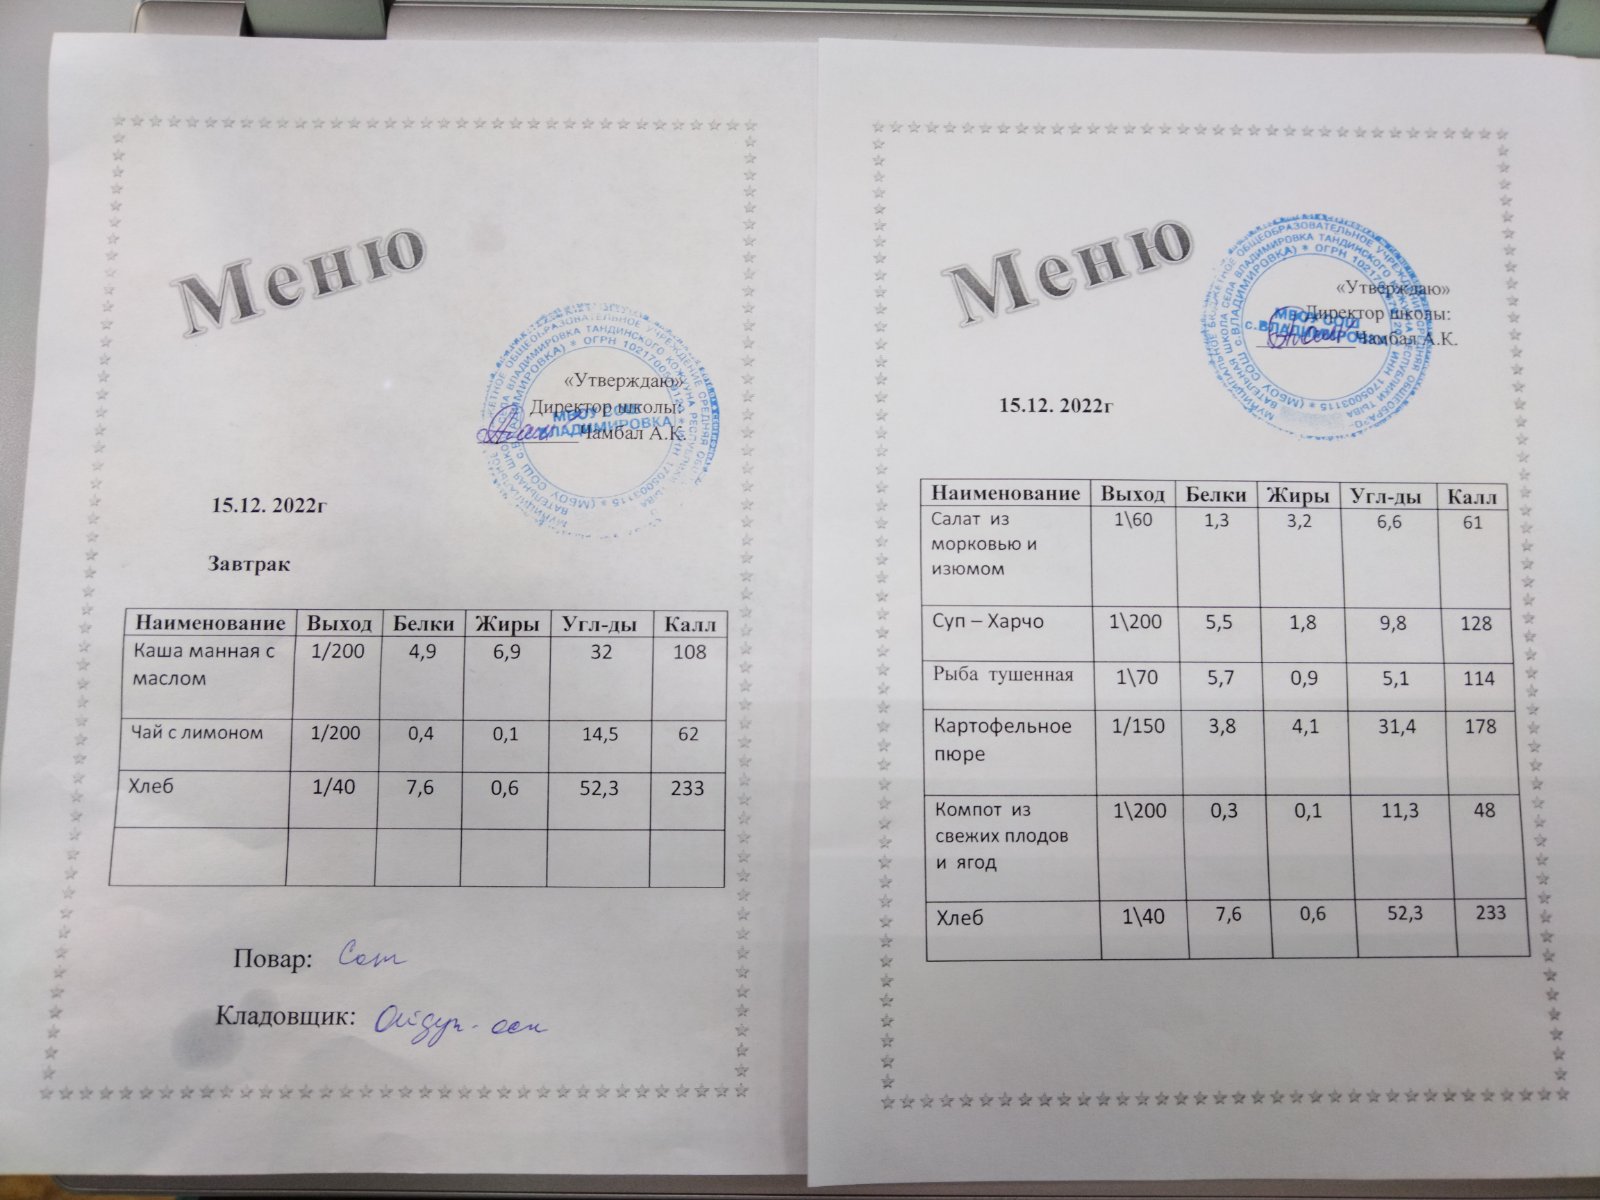 Меню
«Утверждаю»
Директор школы:
Чамбал А.К.
МБОУ СОШ
ВЛАДИМИРОВКА
15.12. 2022г
Завтрак
Наименование Выход Белки Жиры Угл-ды Калл
Каша манная с 1/200 4,9 6,9 32 108
маслом
Чай с лимоном 1/200 0,4 0,1 14,5 62
Хлеб 1/40 7,6 0,6 52,3 233
Повар:
Кладовщик:
Меню
«Утверждаю»
Директор школы:
Чамбал А.К.
МБОУ СОШ
с.ВЛАДИМИРОВКА
15.12. 2022г
Наименование Выход Белки Жиры Угл-ды Калл
Салат из 1\60 1,3 3,2 6,6 61
морковью и
изюмом
Суп – Харчо 1\200 5,5 1,8 9,8 128
Рыба тушенная 1\70 5,7 0,9 5,1 114
Картофельное 1/150 3,8 4,1 31,4 178
пюре
Компот из 1\200 0,3 0,1 11,3 48
свежих плодов
и ягод
Хлеб 1\40 7,6 0,6 52,3 233